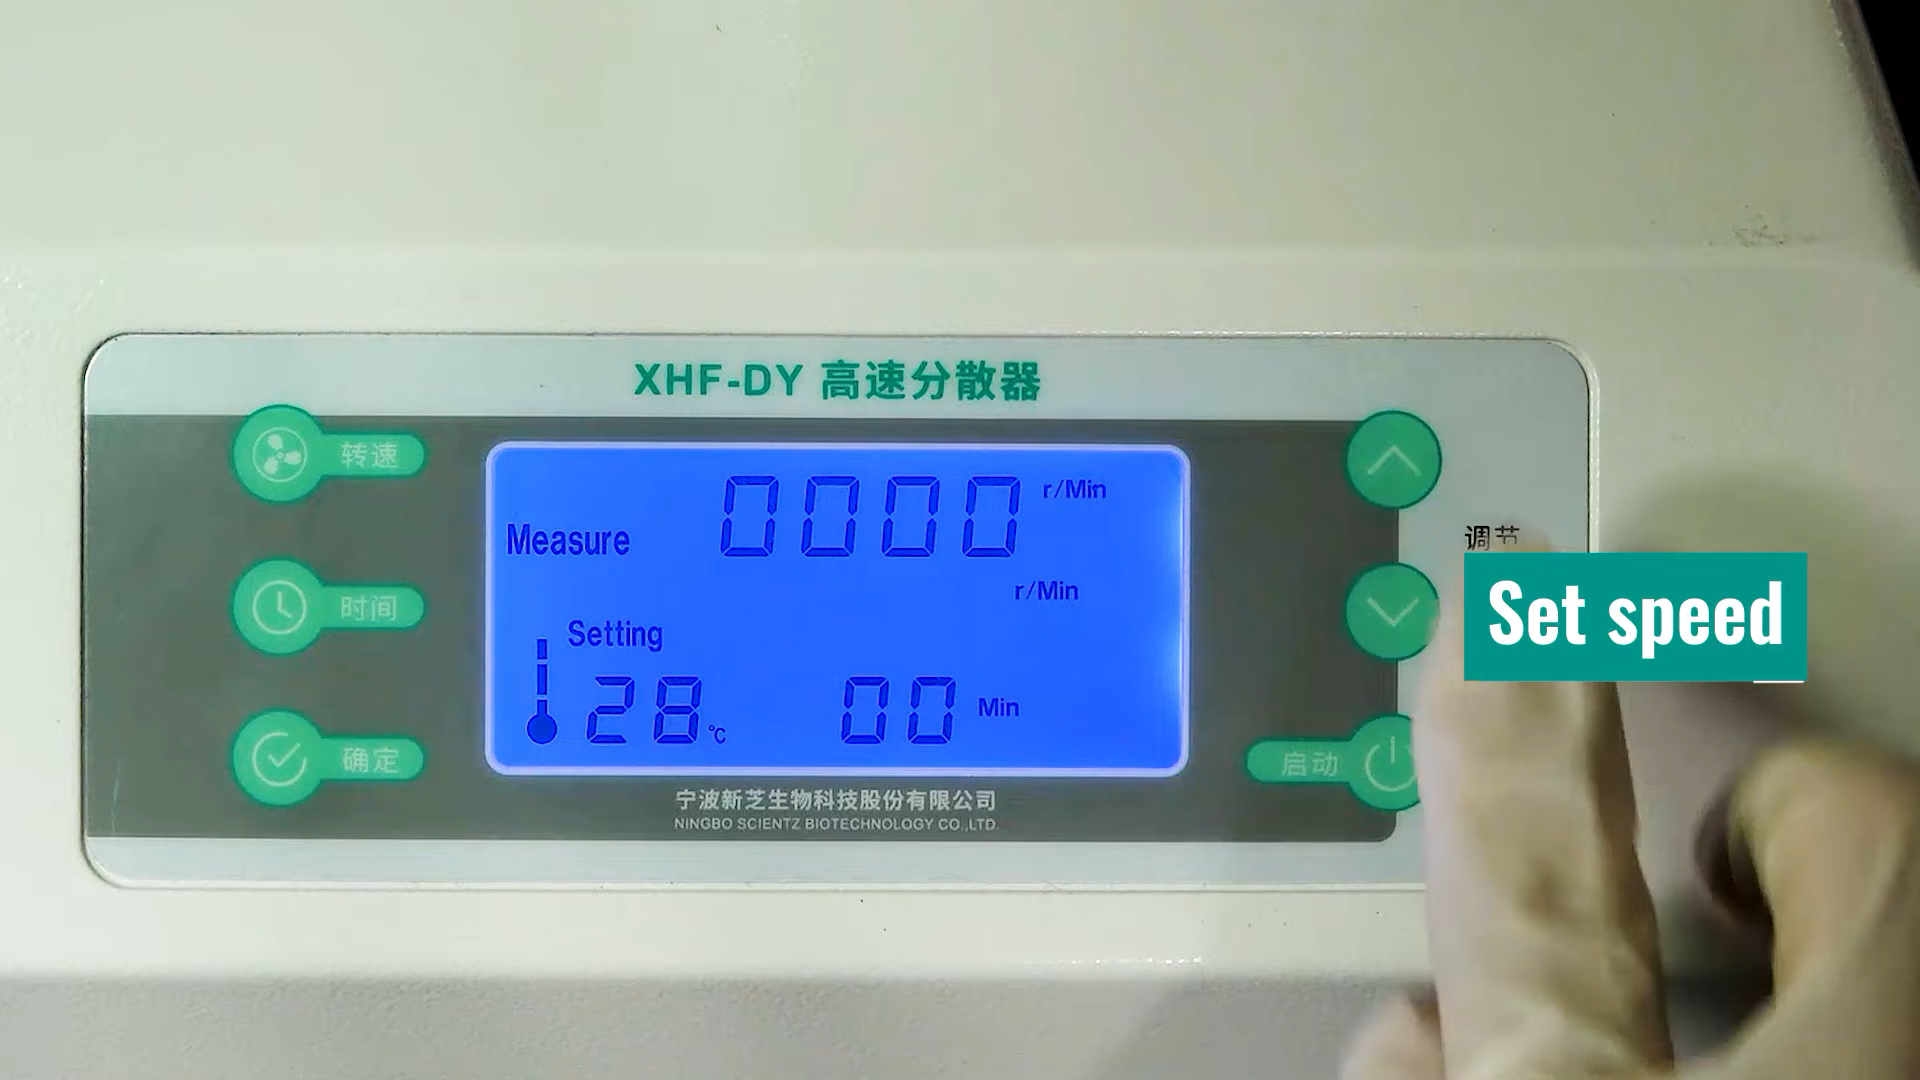 XHF-DY 高速分散器
转速
0000 r/Min
Measure
调节
r/Min
Set speed
时间
Setting
28 ℃
00 Min
确定
启动
宁波新芝生物科技股份有限公司
NINGBO SCIENTZ BIOTECHNOLOGY CO.,LTD.